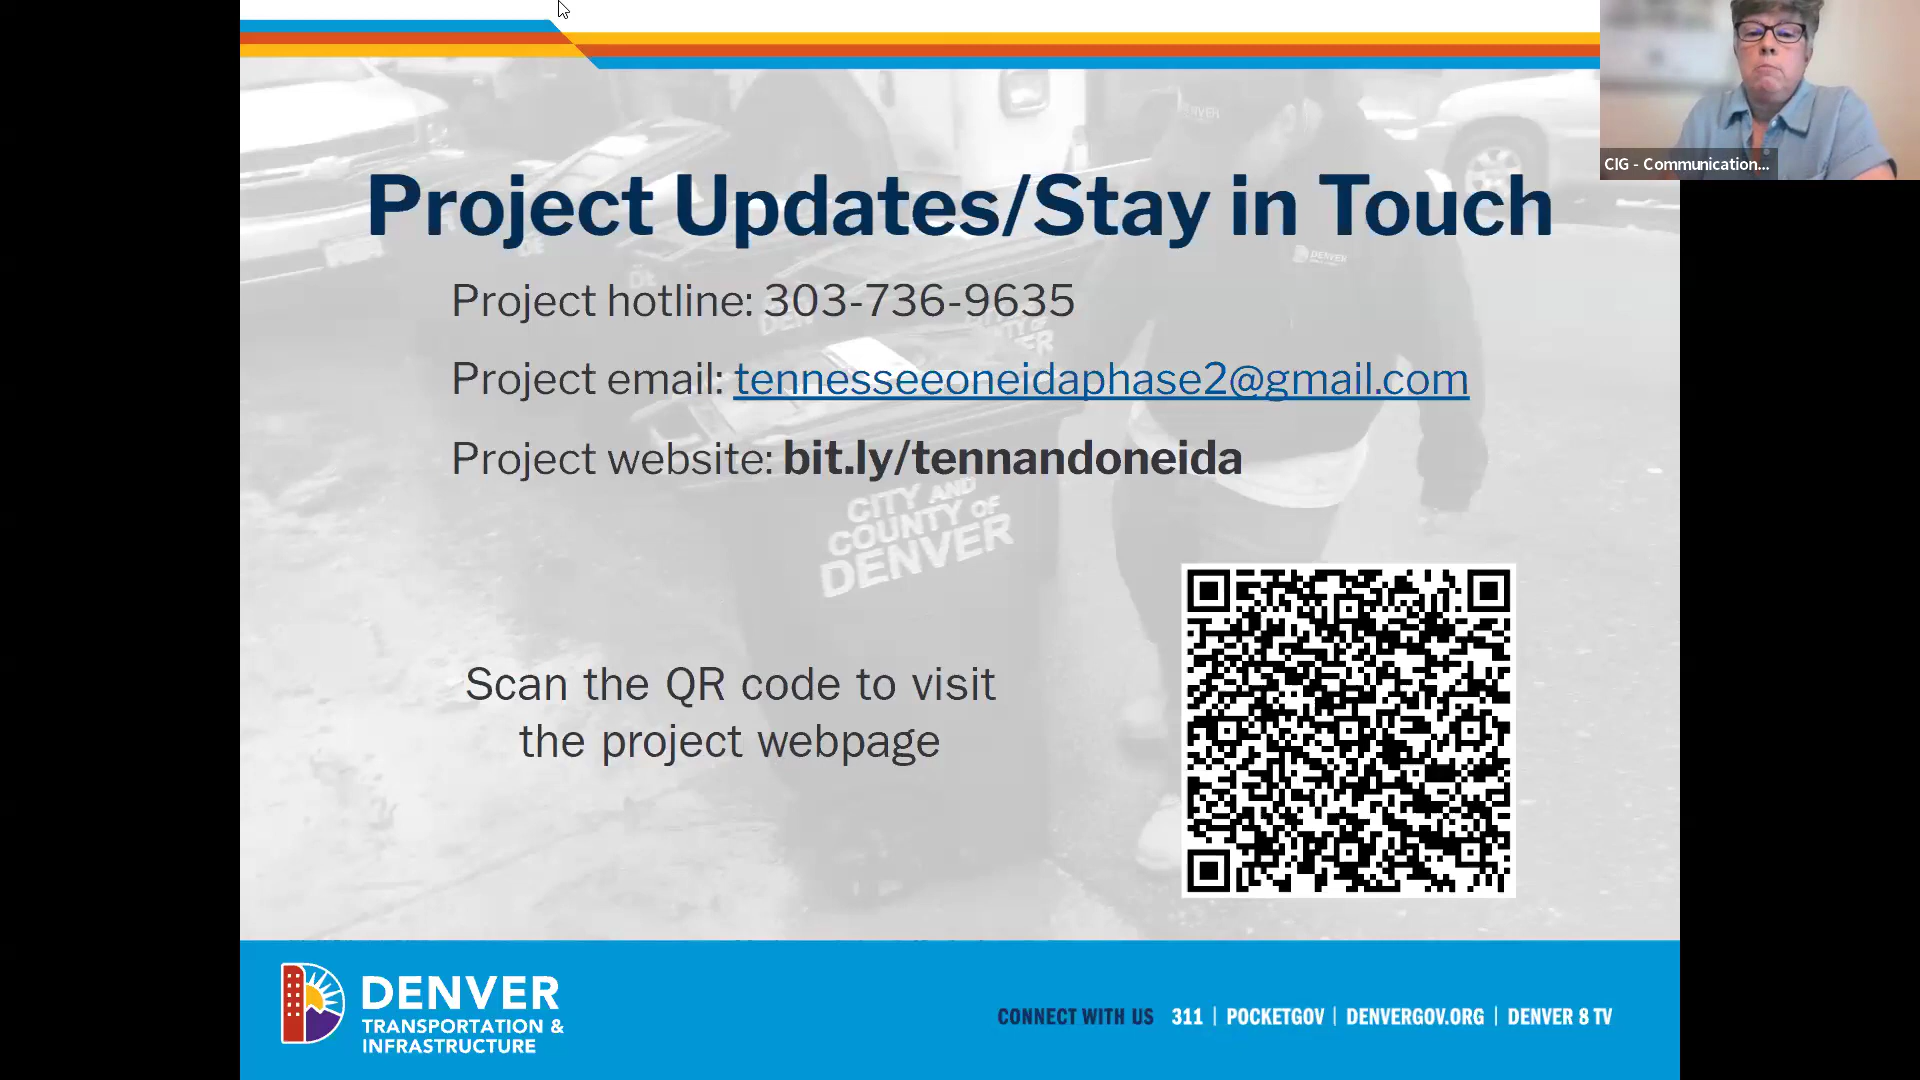 CIG - Communication...
DENVER
Project Updates/Stay in Touch
DENVER
Project hotline: 303-736-9635
Project email: tennesseeoneidaphase2@gmail.com
Project website: bit.ly/tennandoneida
CITY AND
COUNTY OF
DENVER
Scan the QR code to visit
the project webpage
DENVER
TRANSPORTATION &
INFRASTRUCTURE
CONNECT WITH US 311 | POCKETGOV | DENVERGOV.ORG | DENVER 8 TV